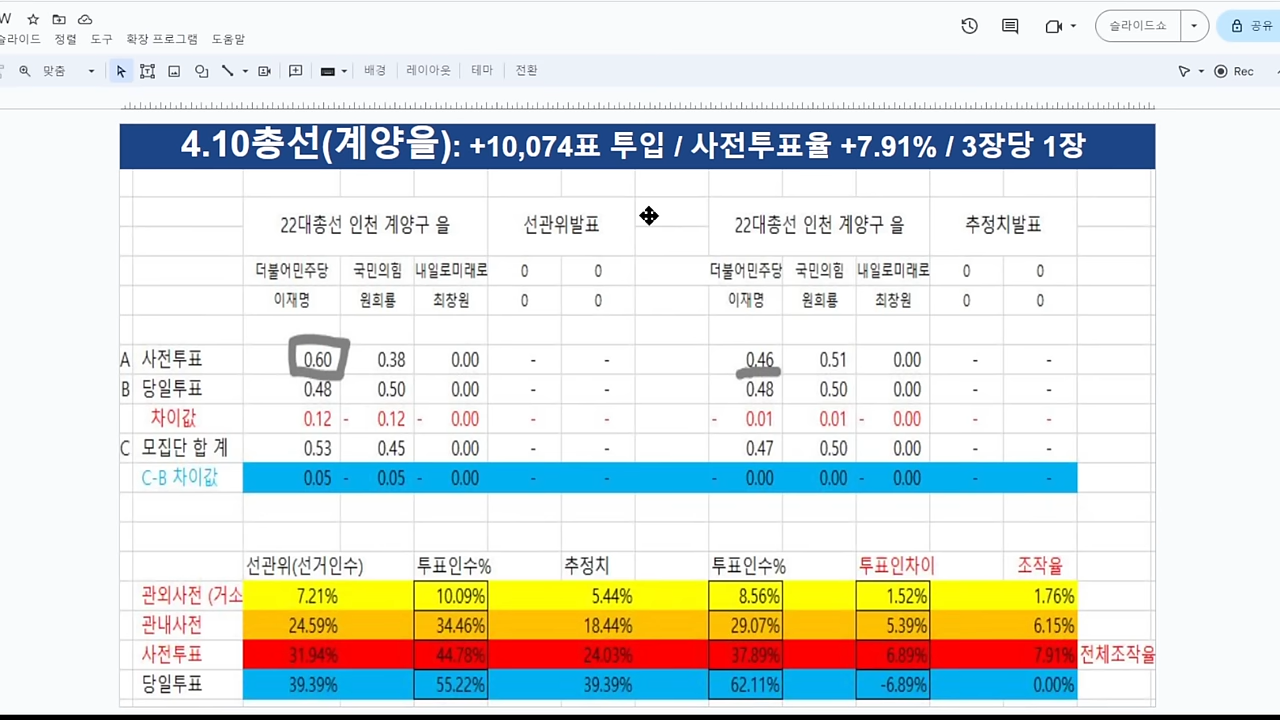 W
슬라이드 정렬 도구 확장 프로그램 도움말
슬라이드쇼
공유
맞춤 배경 레이아웃 테마 전환 Rec
4.10총선(계양을): +10,074표 투입 / 사전투표율 +7.91% / 3장당 1장
22대총선 인천 계양구 을 선관위발표 22대총선 인천 계양구 을 추정치발표
더불어민주당 국민의힘 내일로미래로 0 0 더불어민주당 국민의힘 내일로미래로 0 0
이재명 원희룡 최창원 0 0 이재명 원희룡 최창원 0 0
A 사전투표 0.60 0.38 0.00 - - 0.46 0.51 0.00 - -
B 당일투표 0.48 0.50 0.00 - - 0.48 0.50 0.00 - -
차이값 0.12 - 0.12 - 0.00 - - - 0.01 0.01 - 0.00 - -
C 모집단 합 계 0.53 0.45 0.00 - - 0.47 0.50 0.00 - -
C-B 차이값 0.05 - 0.05 - 0.00 - - - 0.00 0.00 - 0.00 - -
선관위(선거인수) 투표인수% 추정치 투표인수% 투표인차이 조작율
관외사전 (거소 7.21% 10.09% 5.44% 8.56% 1.52% 1.76%
관내사전 24.59% 34.46% 18.44% 29.07% 5.39% 6.15%
사전투표 31.94% 44.78% 24.03% 37.89% 6.89% 7.91% 전체조작율
당일투표 39.39% 55.22% 39.39% 62.11% -6.89% 0.00%